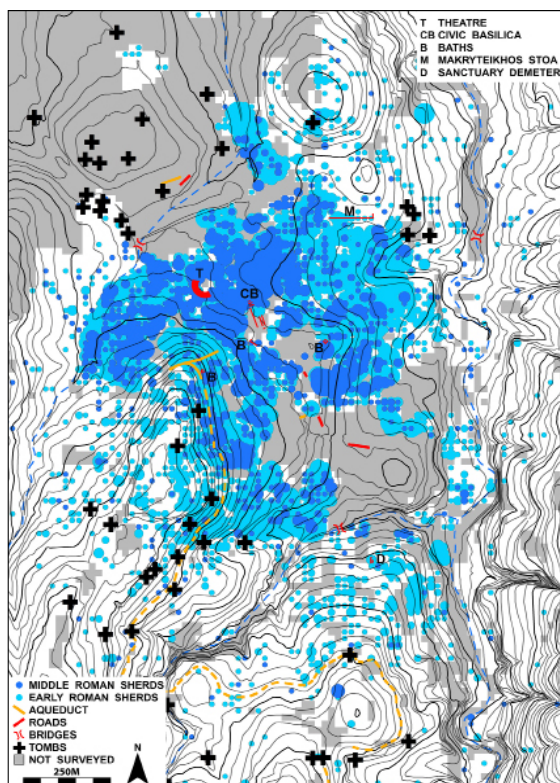 T THEATRE
CB CIVIC BASILICA
B BATHS
M MAKRYTEIKHOS STOA
D SANCTUARY DEMETER
M
T
CB
B
B
B
D
MIDDLE ROMAN SHERDS
EARLY ROMAN SHERDS
AQUEDUCT
ROADS
BRIDGES
TOMBS
NOT SURVEYED
250M
N